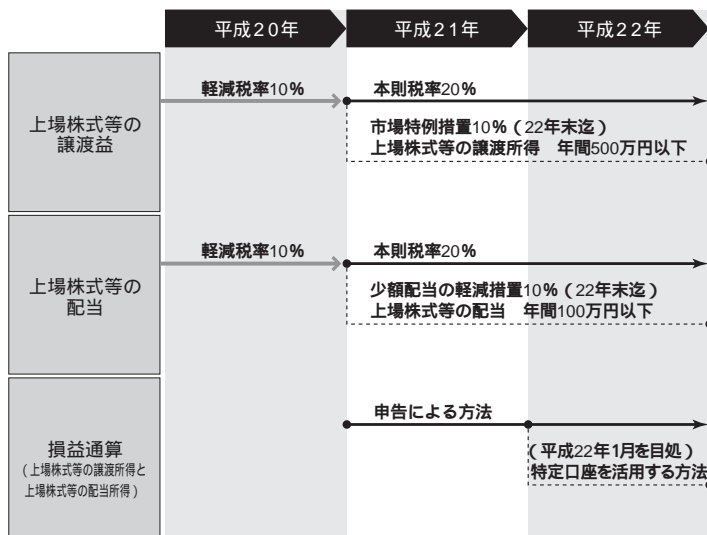 平成20年 平成21年 平成22年
上場株式等の
譲渡益
軽減税率10%
本則税率20%
市場特例措置10%（22年末迄）
上場株式等の譲渡所得　年間500万円以下
上場株式等の
配当
軽減税率10%
本則税率20%
少額配当の軽減措置10%（22年末迄）
上場株式等の配当　年間100万円以下
損益通算
（上場株式等の譲渡所得と
上場株式等の配当所得）
申告による方法
（平成22年1月を目処）
特定口座を活用する方法